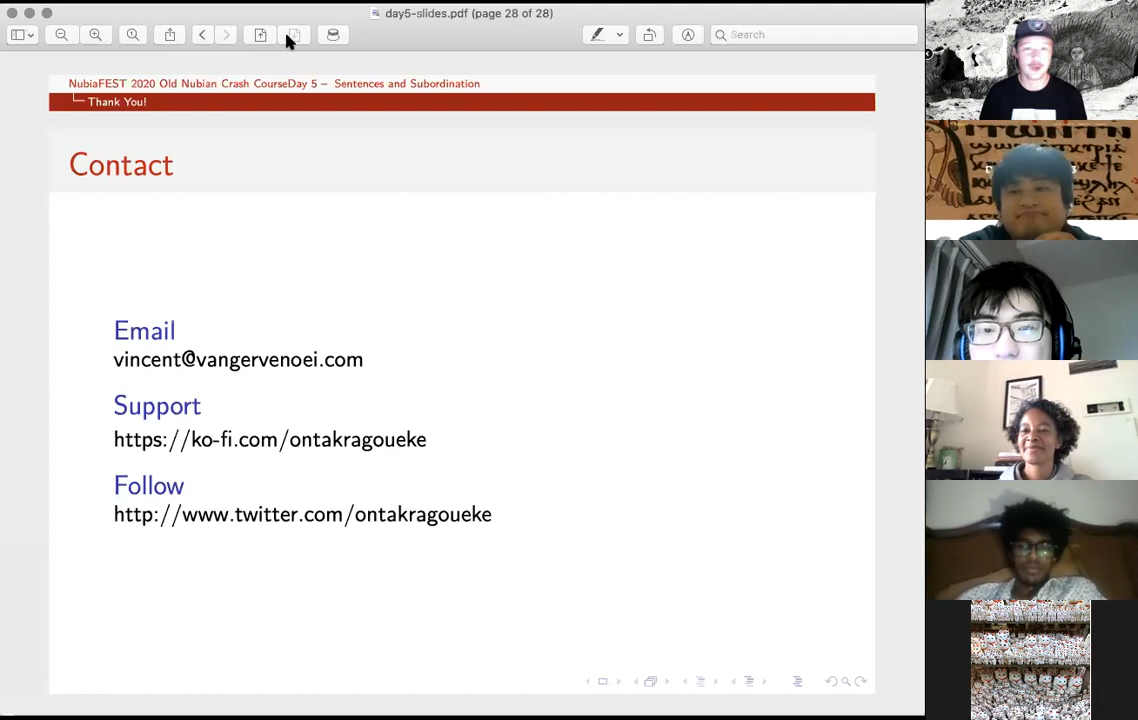 day5-slides.pdf (page 28 of 28)
Search
NubiaFEST 2020 Old Nubian Crash CourseDay 5 – Sentences and Subordination
Thank You!
Contact
Email
vincent@vangervenoei.com
Support
https://ko-fi.com/ontakragoueke
Follow
http://www.twitter.com/ontakragoueke